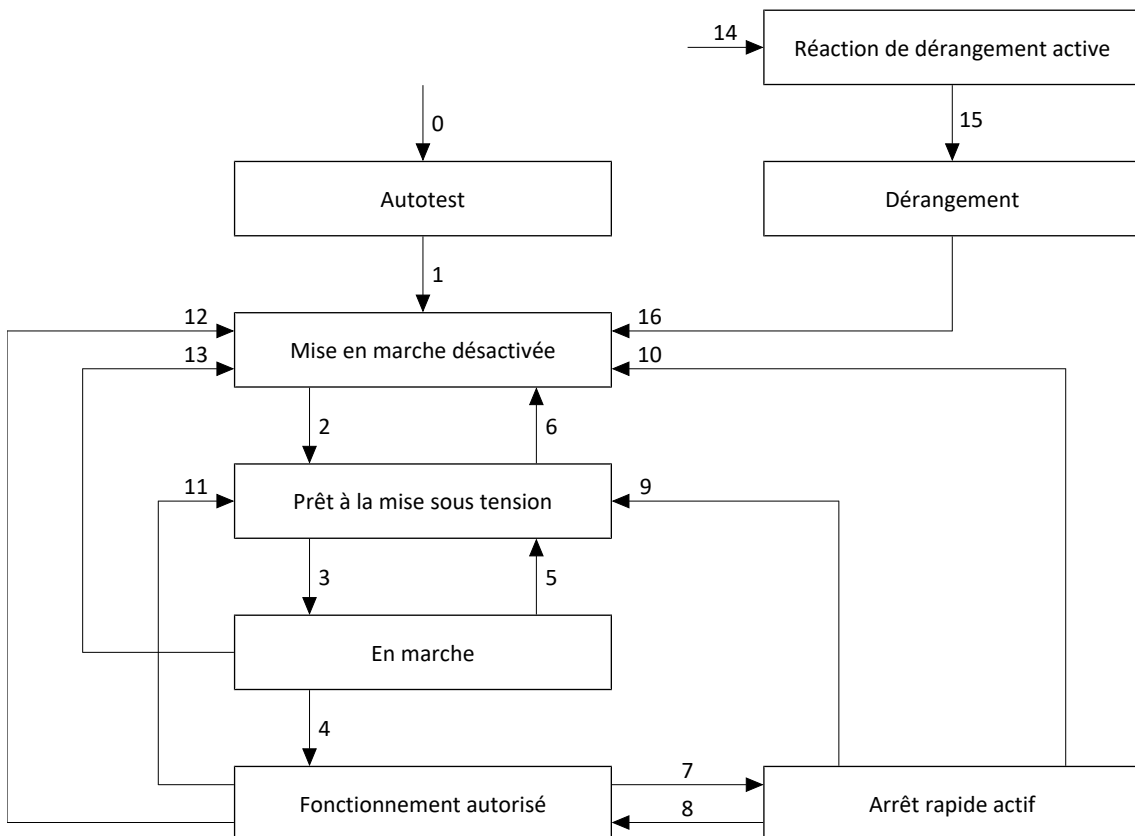 14
Réaction de dérangement active
0
15
Autotest
Dérangement
1
12
16
Mise en marche désactivée
13
10
2
6
11
9
Prêt à la mise sous tension
3
5
En marche
4
7
Fonctionnement autorisé
Arrêt rapide actif
8